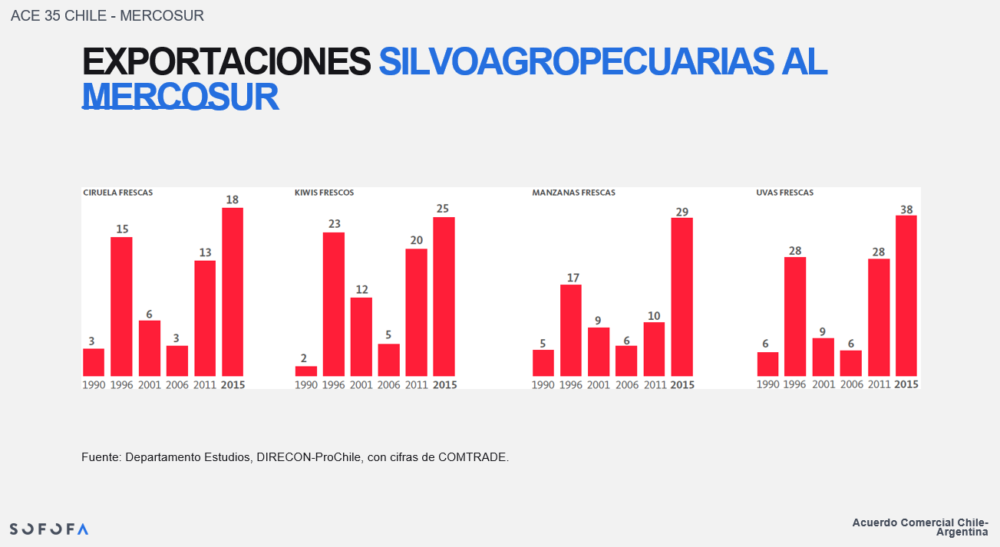 ACE 35 CHILE - MERCOSUR
EXPORTACIONES SILVOAGROPECUARIAS AL
MERCOSUR
CIRUELA FRESCAS
3 15 6 3 13 18
1990 1996 2001 2006 2011 2015
KIWIS FRESCOS
2 23 12 5 20 25
1990 1996 2001 2006 2011 2015
MANZANAS FRESCAS
5 17 9 6 10 29
1990 1996 2001 2006 2011 2015
UVAS FRESCAS
6 28 9 6 28 38
1990 1996 2001 2006 2011 2015
Fuente: Departamento Estudios, DIRECON-ProChile, con cifras de COMTRADE.
SOFOFA
Acuerdo Comercial Chile-
Argentina